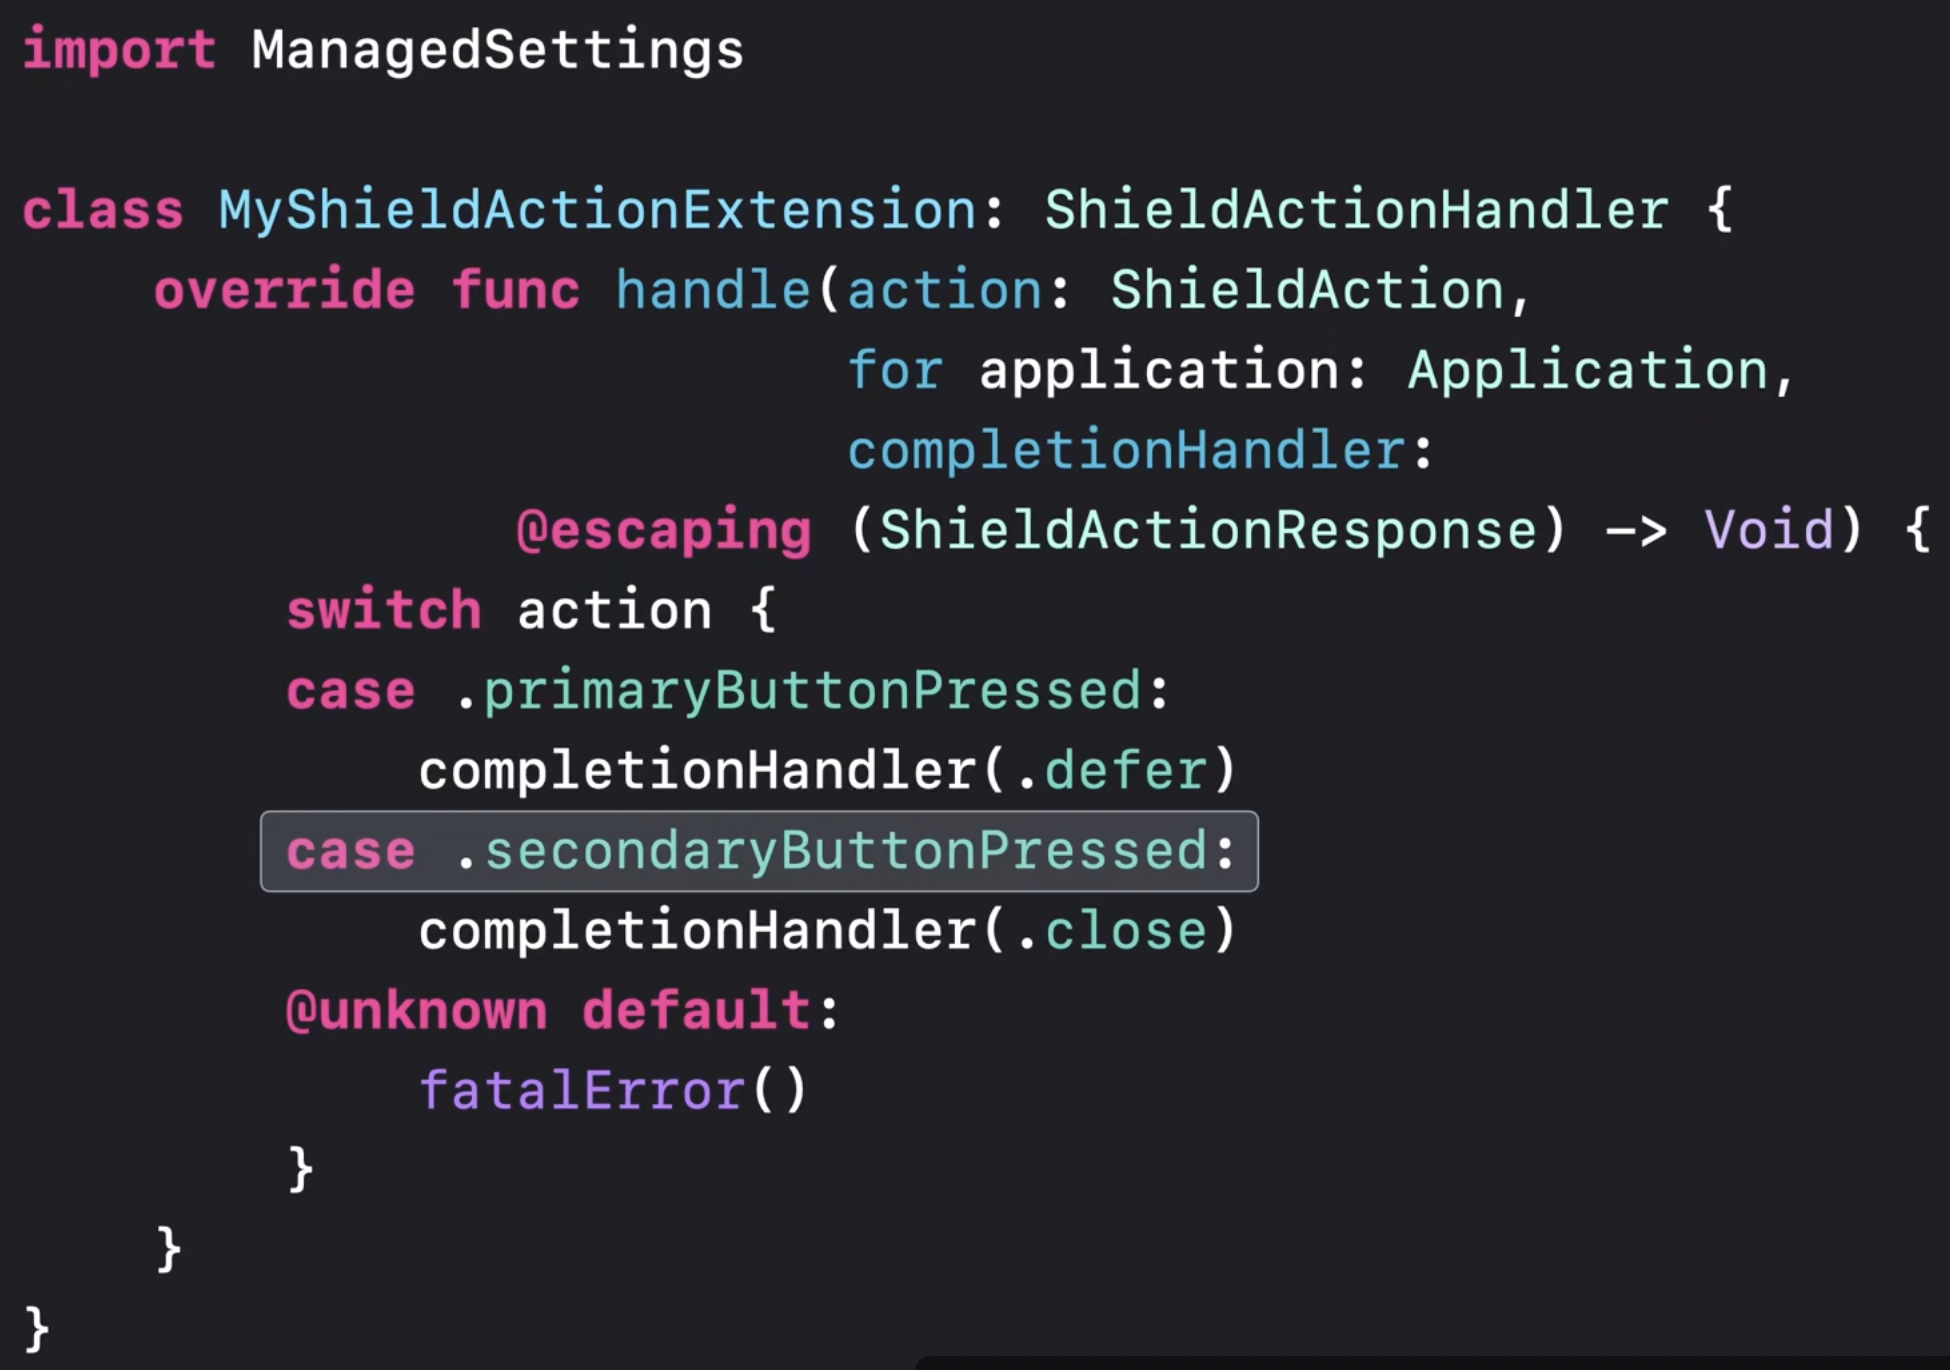 import ManagedSettings
class MyShieldActionExtension: ShieldActionHandler {
override func handle(action: ShieldAction,
for application: Application,
completionHandler:
@escaping (ShieldActionResponse) -> Void) {
switch action {
case .primaryButtonPressed:
completionHandler(.defer)
case .secondaryButtonPressed:
completionHandler(.close)
@unknown default:
fatalError()
}
}
}